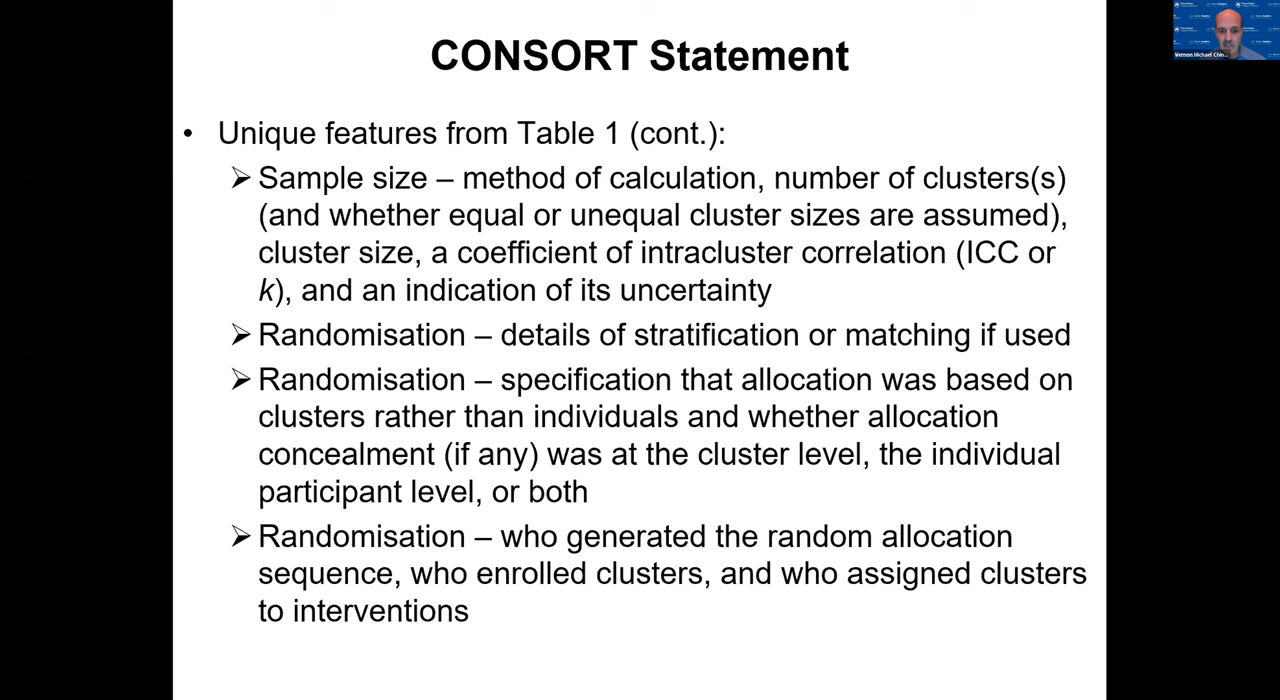 CONSORT Statement
• Unique features from Table 1 (cont.):
➢ Sample size – method of calculation, number of clusters(s)
(and whether equal or unequal cluster sizes are assumed),
cluster size, a coefficient of intracluster correlation (ICC or
k), and an indication of its uncertainty
➢ Randomisation – details of stratification or matching if used
➢ Randomisation – specification that allocation was based on
clusters rather than individuals and whether allocation
concealment (if any) was at the cluster level, the individual
participant level, or both
➢ Randomisation – who generated the random allocation
sequence, who enrolled clusters, and who assigned clusters
to interventions
Vernon Michael Chin...